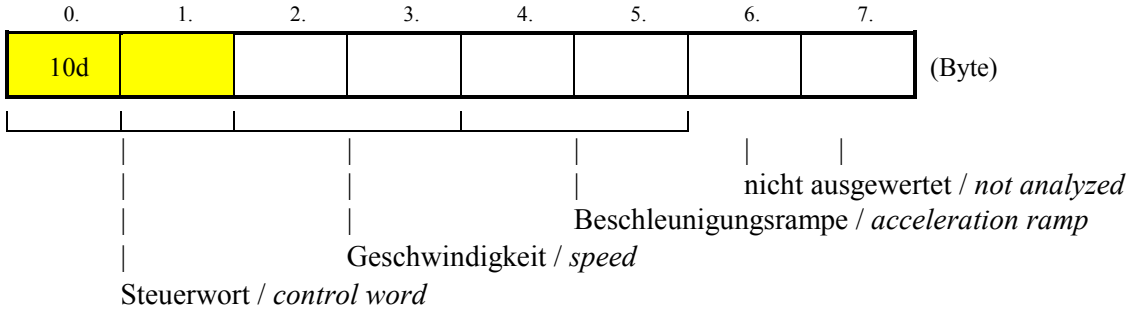 0. 1. 2. 3. 4. 5. 6. 7.
10d (Byte)
nicht ausgewertet / not analyzed
Beschleunigungsrampe / acceleration ramp
Geschwindigkeit / speed
Steuerwort / control word